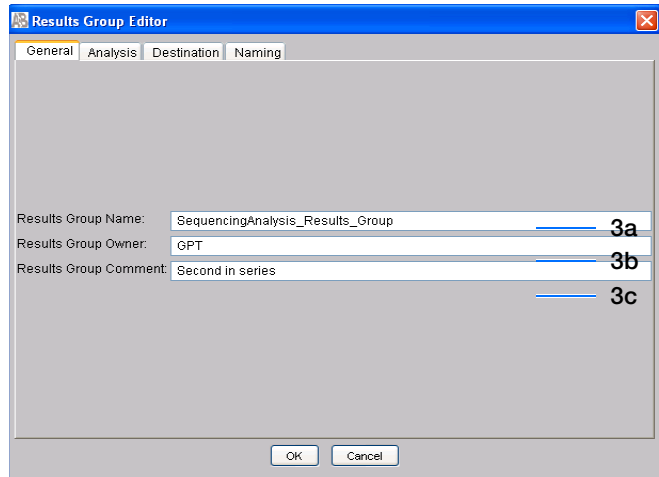 AB Results Group Editor
General Analysis Destination Naming
Results Group Name: SequencingAnalysis_Results_Group
3a
Results Group Owner: GPT
3b
Results Group Comment: Second in series
3c
OK Cancel